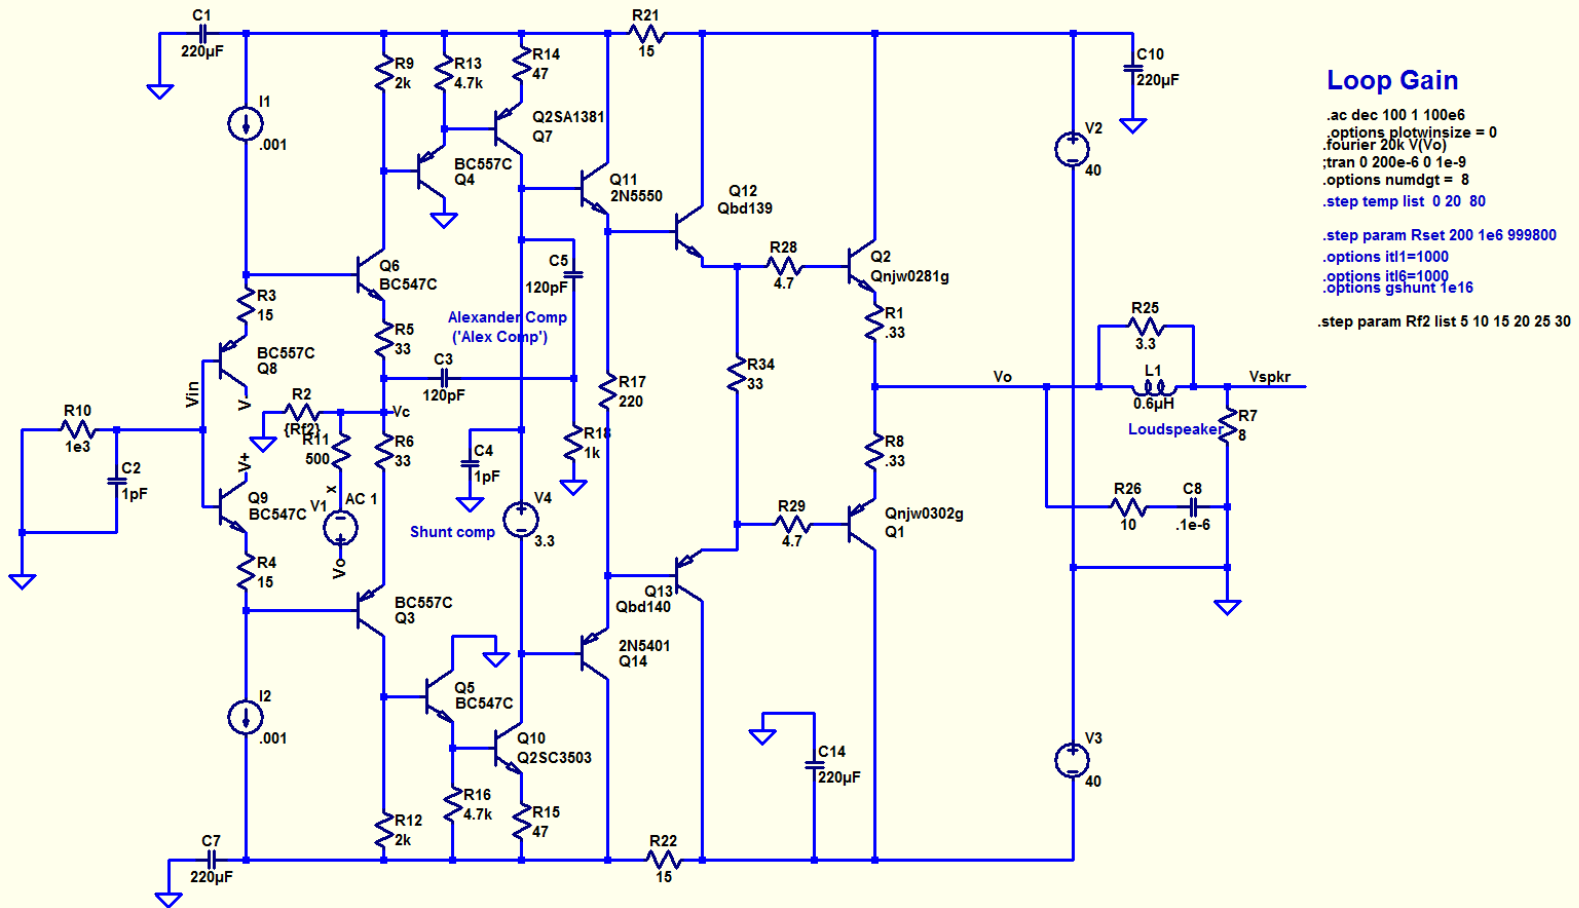 C1
220µF
R21
15
R9
2k
R13
4.7k
R14
47
C10
220µF
Loop Gain
.ac dec 100 1 100e6
.options plotwinsize = 0
.fourier 20k V(Vo)
;tran 0 200e-6 0 1e-9
.options numdgt = 8
.step temp list 0 20 80
.step param Rset 200 1e6 999800
.options itl1=1000
.options itl6=1000
.options gshunt 1e16
.step param Rf2 list 5 10 15 20 25 30
I1
.001
Q2SA1381
Q7
BC557C
Q4
V2
40
Q11
2N5550
Q12
Qbd139
Q6
BC547C
C5
120pF
R28
4.7
Q2
Qnjw0281g
R3
15
Alexander Comp
('Alex Comp')
R5
33
R1
.33
R25
3.3
BC557C
Q8
V-
Vin
C3
120pF
R34
33
Vo
L1
0.6µH
Vspkr
R17
220
R10
1e3
R2
{Rf2}
Vc
R11
500
R6
33
R18
1k
R8
.33
R7
8
Loudspeaker
C2
1pF
V+
Q9
BC547C
x
V1
AC 1
Vo
C4
1pF
V4
3.3
Shunt comp
R29
4.7
Qnjw0302g
Q1
R26
10
C8
.1e-6
R4
15
BC557C
Q3
Q13
Qbd140
2N5401
Q14
I2
.001
Q5
BC547C
Q10
Q2SC3503
V3
40
C14
220µF
R16
4.7k
R15
47
R12
2k
C7
220µF
R22
15